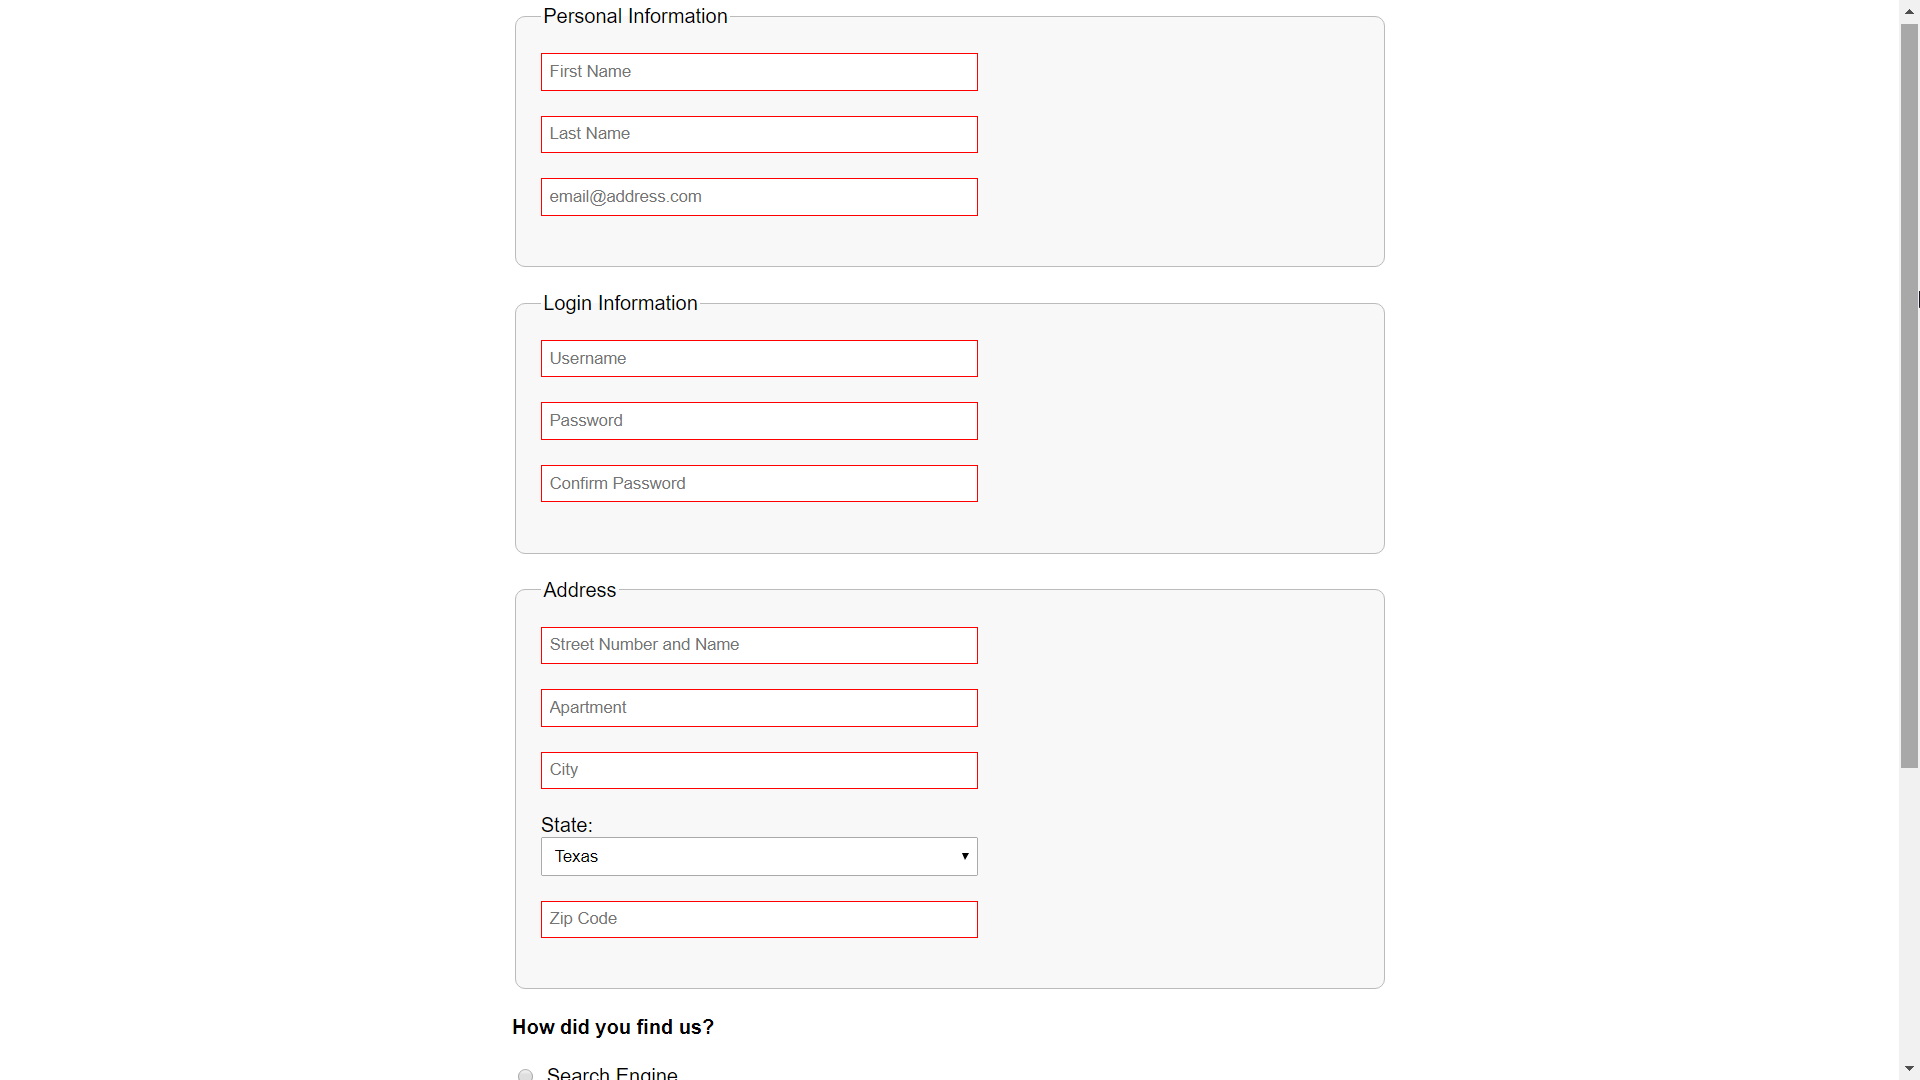 Personal Information
First Name
Last Name
email@address.com
Login Information
Username
Password
Confirm Password
Address
Street Number and Name
Apartment
City
State:
Texas
Zip Code
How did you find us?
Search Engine